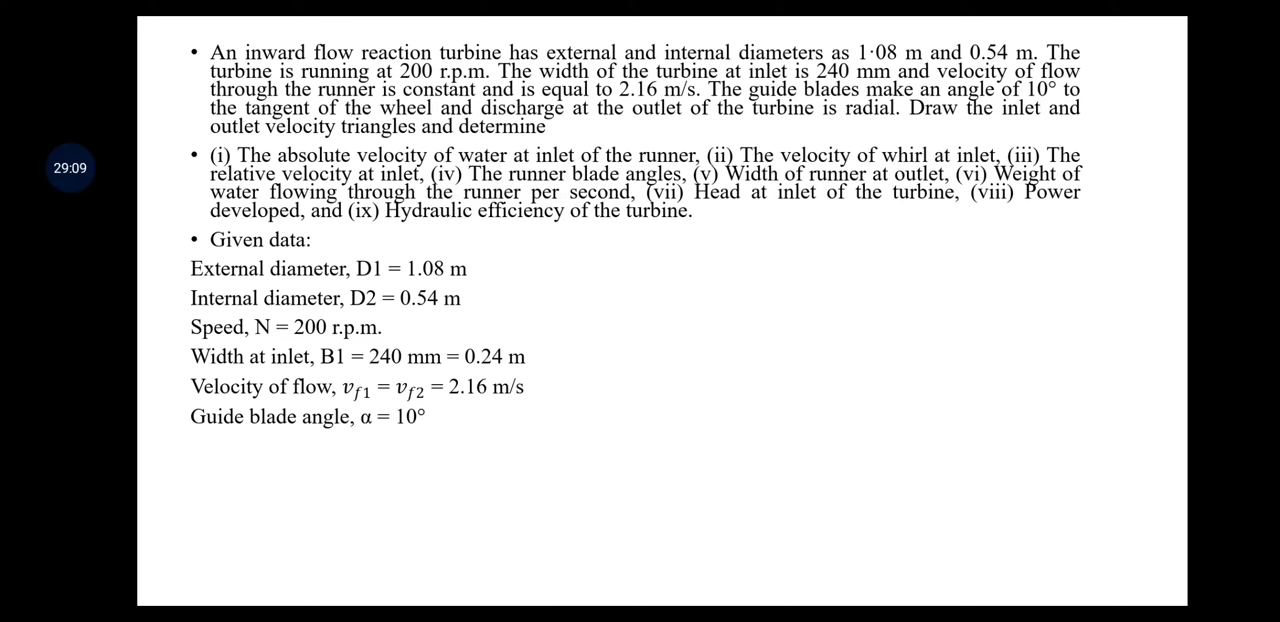 • An inward flow reaction turbine has external and internal diameters as 1·08 m and 0.54 m. The
turbine is running at 200 r.p.m. The width of the turbine at inlet is 240 mm and velocity of flow
through the runner is constant and is equal to 2.16 m/s. The guide blades make an angle of 10° to
the tangent of the wheel and discharge at the outlet of the turbine is radial. Draw the inlet and
outlet velocity triangles and determine
29:09
• (i) The absolute velocity of water at inlet of the runner, (ii) The velocity of whirl at inlet, (iii) The
relative velocity at inlet, (iv) The runner blade angles, (v) Width of runner at outlet, (vi) Weight of
water flowing through the runner per second, (vii) Head at inlet of the turbine, (viii) Power
developed, and (ix) Hydraulic efficiency of the turbine.
• Given data:
External diameter, D1 = 1.08 m
Internal diameter, D2 = 0.54 m
Speed, N = 200 r.p.m.
Width at inlet, B1 = 240 mm = 0.24 m
Velocity of flow, 𝑣𝑓1 = 𝑣𝑓2 = 2.16 m/s
Guide blade angle, α = 10°